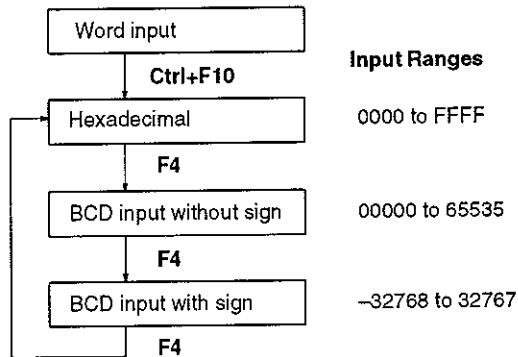 Word input
Ctrl+F10
Input Ranges
Hexadecimal
0000 to FFFF
F4
BCD input without sign
00000 to 65535
F4
BCD input with sign
–32768 to 32767
F4